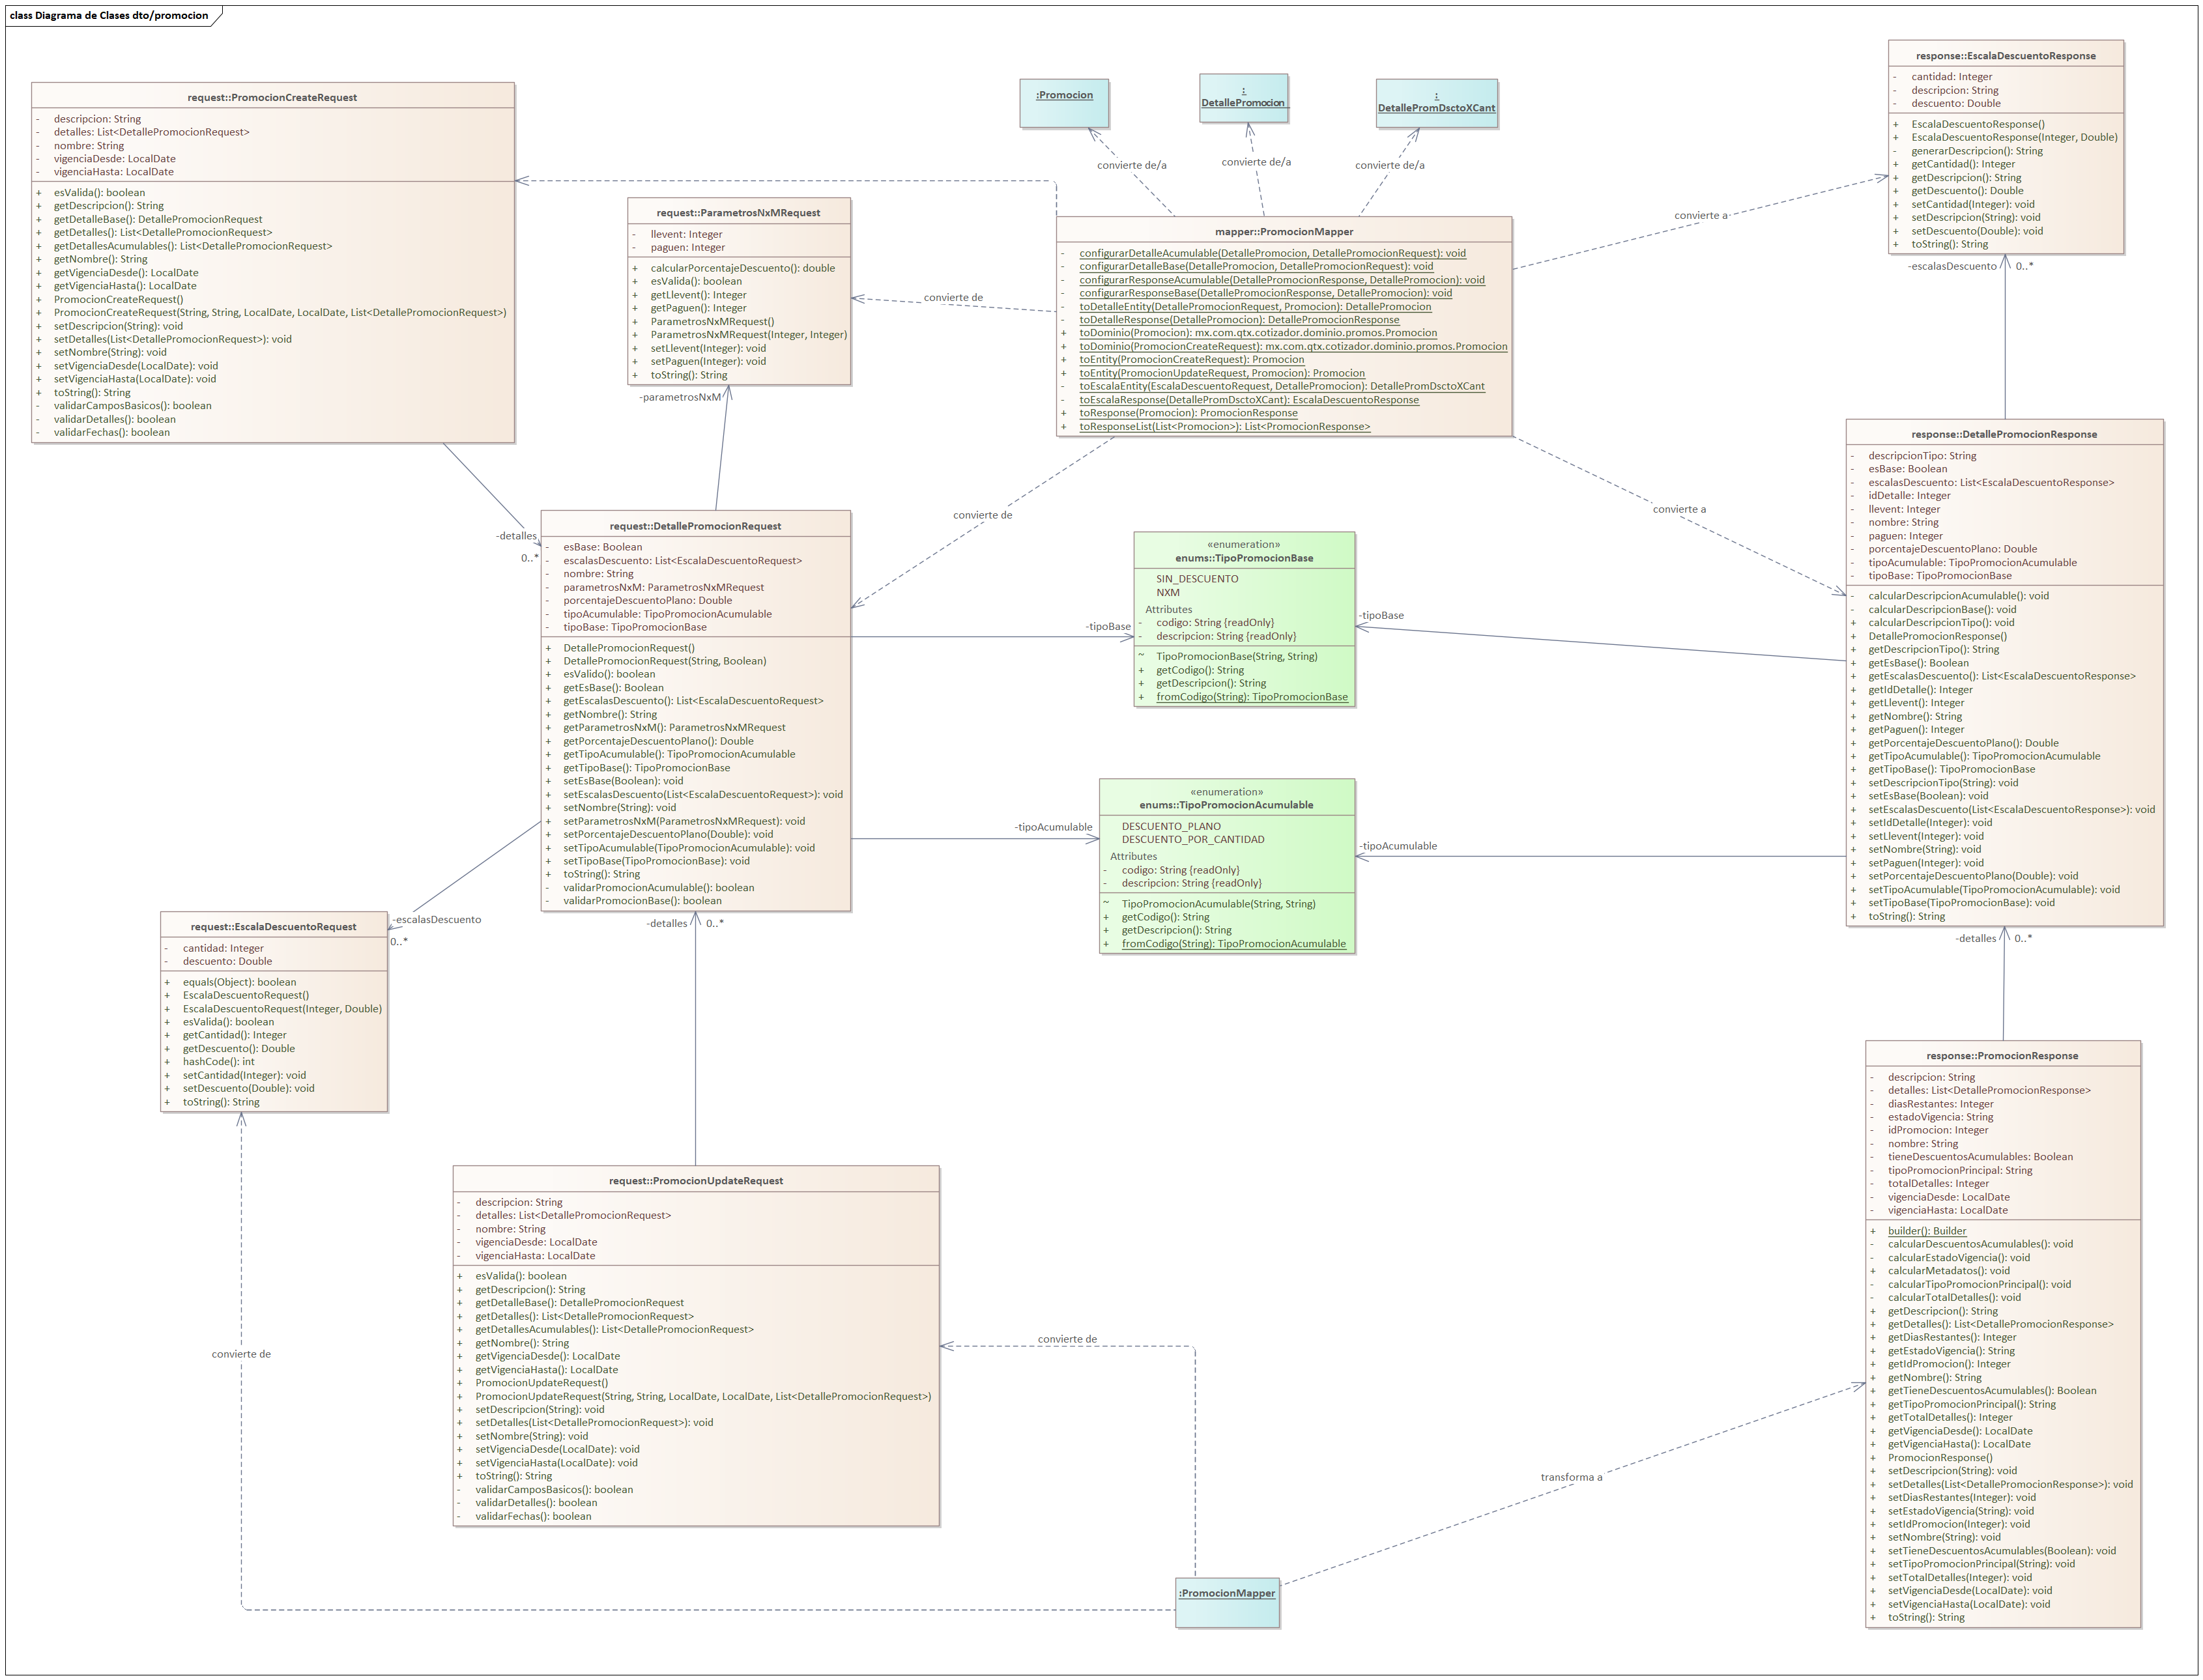 class Diagrama de Clases dto/promocion
request::PromocionCreateRequest
- descripcion: String
- detalles: List<DetallePromocionRequest>
- nombre: String
- vigenciaDesde: LocalDate
- vigenciaHasta: LocalDate
+ esValida(): boolean
+ getDescripcion(): String
+ getDetalleBase(): DetallePromocionRequest
+ getDetalles(): List<DetallePromocionRequest>
+ getDetallesAcumulables(): List<DetallePromocionRequest>
+ getNombre(): String
+ getVigenciaDesde(): LocalDate
+ getVigenciaHasta(): LocalDate
+ PromocionCreateRequest()
+ PromocionCreateRequest(String, String, LocalDate, LocalDate, List<DetallePromocionRequest>)
+ setDescripcion(String): void
+ setDetalles(List<DetallePromocionRequest>): void
+ setNombre(String): void
+ setVigenciaDesde(LocalDate): void
+ setVigenciaHasta(LocalDate): void
+ toString(): String
- validarCamposBasicos(): boolean
- validarDetalles(): boolean
- validarFechas(): boolean
request::ParametrosNxMRequest
- llevent: Integer
- paguen: Integer
+ calcularPorcentajeDescuento(): double
+ esValida(): boolean
+ getLlevent(): Integer
+ getPaguen(): Integer
+ ParametrosNxMRequest()
+ ParametrosNxMRequest(Integer, Integer)
+ setLlevent(Integer): void
+ setPaguen(Integer): void
+ toString(): String
-parametrosNxM
:Promocion
:
DetallePromocion
:
DetallePromDsctoXCant
convierte de/a
convierte de/a
convierte de/a
mapper::PromocionMapper
- configurarDetalleAcumulable(DetallePromocion, DetallePromocionRequest): void
- configurarDetalleBase(DetallePromocion, DetallePromocionRequest): void
- configurarResponseAcumulable(DetallePromocionResponse, DetallePromocion): void
- configurarResponseBase(DetallePromocionResponse, DetallePromocion): void
- toDetalleEntity(DetallePromocionRequest, Promocion): DetallePromocion
- toDetalleResponse(DetallePromocion): DetallePromocionResponse
+ toDominio(Promocion): mx.com.qtx.cotizador.dominio.promos.Promocion
+ toDominio(PromocionCreateRequest): mx.com.qtx.cotizador.dominio.promos.Promocion
+ toEntity(PromocionCreateRequest): Promocion
+ toEntity(PromocionUpdateRequest, Promocion): Promocion
- toEscalaEntity(EscalaDescuentoRequest, DetallePromocion): DetallePromDsctoXCant
- toEscalaResponse(DetallePromDsctoXCant): EscalaDescuentoResponse
+ toResponse(Promocion): PromocionResponse
+ toResponseList(List<Promocion>): List<PromocionResponse>
convierte de
convierte de
convierte a
convierte a
response::EscalaDescuentoResponse
- cantidad: Integer
- descripcion: String
- descuento: Double
+ EscalaDescuentoResponse()
+ EscalaDescuentoResponse(Integer, Double)
- generarDescripcion(): String
+ getCantidad(): Integer
+ getDescripcion(): String
+ getDescuento(): Double
+ setCantidad(Integer): void
+ setDescripcion(String): void
+ setDescuento(Double): void
+ toString(): String
-escalasDescuento 0..*
response::DetallePromocionResponse
- descripcionTipo: String
- esBase: Boolean
- escalasDescuento: List<EscalaDescuentoResponse>
- idDetalle: Integer
- llevent: Integer
- nombre: String
- paguen: Integer
- porcentajeDescuentoPlano: Double
- tipoAcumulable: TipoPromocionAcumulable
- tipoBase: TipoPromocionBase
- calcularDescripcionAcumulable(): void
- calcularDescripcionBase(): void
+ calcularDescripcionTipo(): void
+ DetallePromocionResponse()
+ getDescripcionTipo(): String
+ getEsBase(): Boolean
+ getEscalasDescuento(): List<EscalaDescuentoResponse>
+ getIdDetalle(): Integer
+ getLlevent(): Integer
+ getNombre(): String
+ getPaguen(): Integer
+ getPorcentajeDescuentoPlano(): Double
+ getTipoAcumulable(): TipoPromocionAcumulable
+ getTipoBase(): TipoPromocionBase
+ setDescripcionTipo(String): void
+ setEsBase(Boolean): void
+ setEscalasDescuento(List<EscalaDescuentoResponse>): void
+ setIdDetalle(Integer): void
+ setLlevent(Integer): void
+ setNombre(String): void
+ setPaguen(Integer): void
+ setPorcentajeDescuentoPlano(Double): void
+ setTipoAcumulable(TipoPromocionAcumulable): void
+ setTipoBase(TipoPromocionBase): void
+ toString(): String
-detalles 0..*
-detalles
0..*
request::DetallePromocionRequest
- esBase: Boolean
- escalasDescuento: List<EscalaDescuentoRequest>
- nombre: String
- parametrosNxM: ParametrosNxMRequest
- porcentajeDescuentoPlano: Double
- tipoAcumulable: TipoPromocionAcumulable
- tipoBase: TipoPromocionBase
+ DetallePromocionRequest()
+ DetallePromocionRequest(String, Boolean)
+ esValido(): boolean
+ getEsBase(): Boolean
+ getEscalasDescuento(): List<EscalaDescuentoRequest>
+ getNombre(): String
+ getParametrosNxM(): ParametrosNxMRequest
+ getPorcentajeDescuentoPlano(): Double
+ getTipoAcumulable(): TipoPromocionAcumulable
+ getTipoBase(): TipoPromocionBase
+ setEsBase(Boolean): void
+ setEscalasDescuento(List<EscalaDescuentoRequest>): void
+ setNombre(String): void
+ setParametrosNxM(ParametrosNxMRequest): void
+ setPorcentajeDescuentoPlano(Double): void
+ setTipoAcumulable(TipoPromocionAcumulable): void
+ setTipoBase(TipoPromocionBase): void
+ toString(): String
- validarPromocionAcumulable(): boolean
- validarPromocionBase(): boolean
-detalles 0..*
«enumeration»
enums::TipoPromocionBase
SIN_DESCUENTO
NXM
Attributes
- codigo: String {readOnly}
- descripcion: String {readOnly}
~ TipoPromocionBase(String, String)
+ getCodigo(): String
+ getDescripcion(): String
+ fromCodigo(String): TipoPromocionBase
-tipoBase
-tipoBase
«enumeration»
enums::TipoPromocionAcumulable
DESCUENTO_PLANO
DESCUENTO_POR_CANTIDAD
Attributes
- codigo: String {readOnly}
- descripcion: String {readOnly}
~ TipoPromocionAcumulable(String, String)
+ getCodigo(): String
+ getDescripcion(): String
+ fromCodigo(String): TipoPromocionAcumulable
-tipoAcumulable
-tipoAcumulable
request::EscalaDescuentoRequest
- cantidad: Integer
- descuento: Double
+ equals(Object): boolean
+ EscalaDescuentoRequest()
+ EscalaDescuentoRequest(Integer, Double)
+ esValida(): boolean
+ getCantidad(): Integer
+ getDescuento(): Double
+ hashCode(): int
+ setCantidad(Integer): void
+ setDescuento(Double): void
+ toString(): String
-escalasDescuento
0..*
convierte de
request::PromocionUpdateRequest
- descripcion: String
- detalles: List<DetallePromocionRequest>
- nombre: String
- vigenciaDesde: LocalDate
- vigenciaHasta: LocalDate
+ esValida(): boolean
+ getDescripcion(): String
+ getDetalleBase(): DetallePromocionRequest
+ getDetalles(): List<DetallePromocionRequest>
+ getDetallesAcumulables(): List<DetallePromocionRequest>
+ getNombre(): String
+ getVigenciaDesde(): LocalDate
+ getVigenciaHasta(): LocalDate
+ PromocionUpdateRequest()
+ PromocionUpdateRequest(String, String, LocalDate, LocalDate, List<DetallePromocionRequest>)
+ setDescripcion(String): void
+ setDetalles(List<DetallePromocionRequest>): void
+ setNombre(String): void
+ setVigenciaDesde(LocalDate): void
+ setVigenciaHasta(LocalDate): void
+ toString(): String
- validarCamposBasicos(): boolean
- validarDetalles(): boolean
- validarFechas(): boolean
convierte de
transforma a
:PromocionMapper
response::PromocionResponse
- descripcion: String
- detalles: List<DetallePromocionResponse>
- diasRestantes: Integer
- estadoVigencia: String
- idPromocion: Integer
- nombre: String
- tieneDescuentosAcumulables: Boolean
- tipoPromocionPrincipal: String
- totalDetalles: Integer
- vigenciaDesde: LocalDate
- vigenciaHasta: LocalDate
+ builder(): Builder
- calcularDescuentosAcumulables(): void
- calcularEstadoVigencia(): void
+ calcularMetadatos(): void
- calcularTipoPromocionPrincipal(): void
- calcularTotalDetalles(): void
+ getDescripcion(): String
+ getDetalles(): List<DetallePromocionResponse>
+ getDiasRestantes(): Integer
+ getEstadoVigencia(): String
+ getIdPromocion(): Integer
+ getNombre(): String
+ getTieneDescuentosAcumulables(): Boolean
+ getTipoPromocionPrincipal(): String
+ getTotalDetalles(): Integer
+ getVigenciaDesde(): LocalDate
+ getVigenciaHasta(): LocalDate
+ PromocionResponse()
+ setDescripcion(String): void
+ setDetalles(List<DetallePromocionResponse>): void
+ setDiasRestantes(Integer): void
+ setEstadoVigencia(String): void
+ setIdPromocion(Integer): void
+ setNombre(String): void
+ setTieneDescuentosAcumulables(Boolean): void
+ setTipoPromocionPrincipal(String): void
+ setTotalDetalles(Integer): void
+ setVigenciaDesde(LocalDate): void
+ setVigenciaHasta(LocalDate): void
+ toString(): String